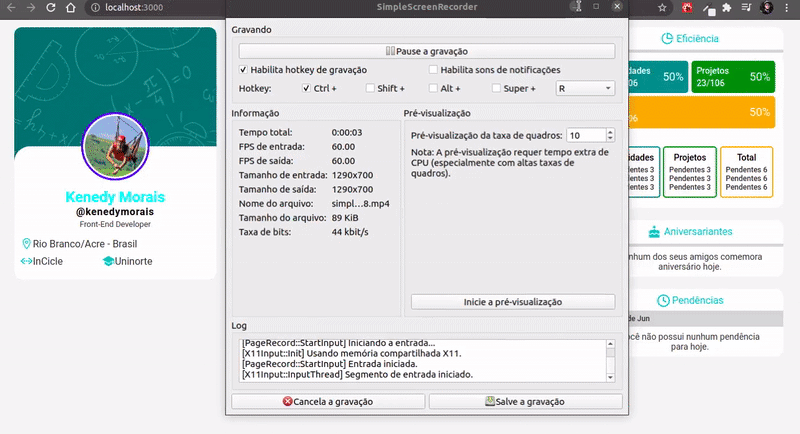 localhost:3000
SimpleScreenRecorder
Gravando
Pause a gravação
Habilita hotkey de gravação
Habilita sons de notificações
Hotkey:
Ctrl +
Shift +
Alt +
Super +
R
Informação
Tempo total: 0:00:03
FPS de entrada: 60.00
FPS de saída: 60.00
Tamanho de entrada: 1290x700
Tamanho de saída: 1290x700
Nome do arquivo: simpl...8.mp4
Tamanho do arquivo: 89 KiB
Taxa de bits: 44 kbit/s
Pré-visualização
Pré-visualização da taxa de quadros: 10
Nota: A pré-visualização requer tempo extra de
CPU (especialmente com altas taxas de
quadros).
Inicie a pré-visualização
Log
[PageRecord::StartInput] Iniciando a entrada...
[X11Input::Init] Usando memória compartilhada X11.
[PageRecord::StartInput] Entrada iniciada.
[X11Input::InputThread] Segmento de entrada iniciado.
Cancela a gravação
Salve a gravação
Kenedy Morais
@kenedymorais
Front-End Developer
Rio Branco/Acre - Brasil
InCicle
Uninorte
Eficiência
dades
06
50%
Projetos
23/106
50%
50%
idades
Pendentes 3
Pendentes 3
Pendentes 3
Projetos
Pendentes 3
Pendentes 3
Pendentes 3
Total
Pendentes 6
Pendentes 6
Pendentes 6
Aniversariantes
nhum dos seus amigos comemora
aniversário hoje.
Pendências
de Jun
ocê não possui nenhum pendência
para hoje.